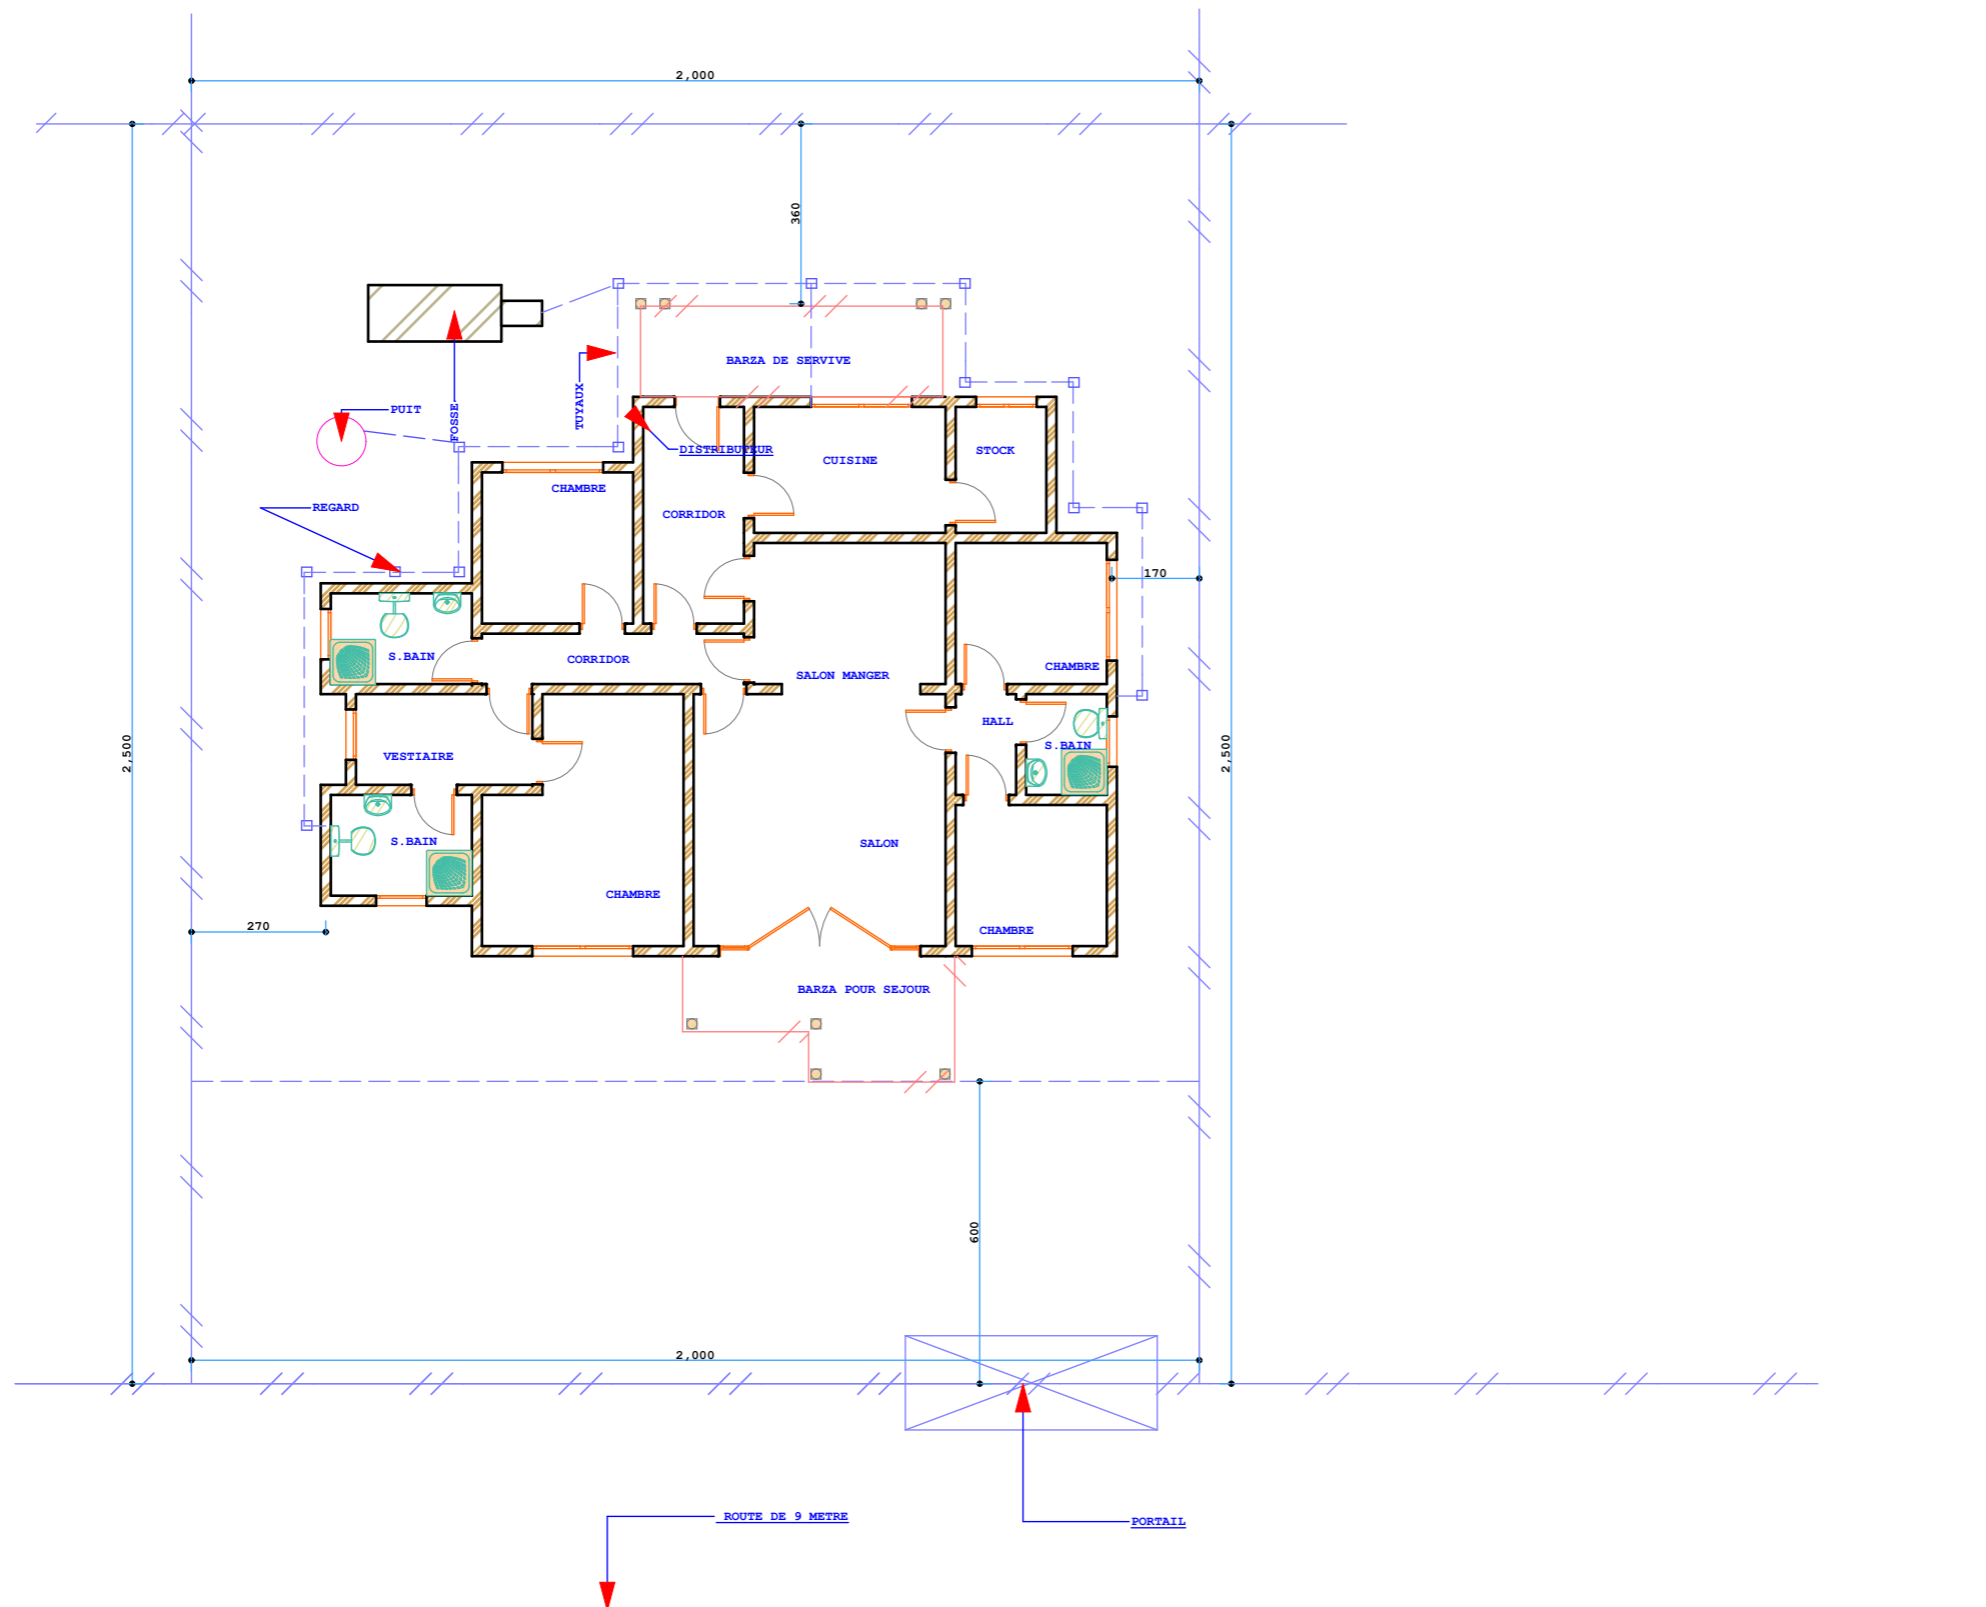 2,000
360
BARZA DE SERVIVE
TUYAUX
PUIT
FOSSE
DISTRIBUTEUR
CUISINE
STOCK
CHAMBRE
REGARD
CORRIDOR
170
S.BAIN
CORRIDOR
CHAMBRE
SALON MANGER
HALL
S.BAIN
2,500
2,500
VESTIAIRE
S.BAIN
SALON
CHAMBRE
270
CHAMBRE
BARZA POUR SEJOUR
600
2,000
ROUTE DE 9 METRE
PORTAIL